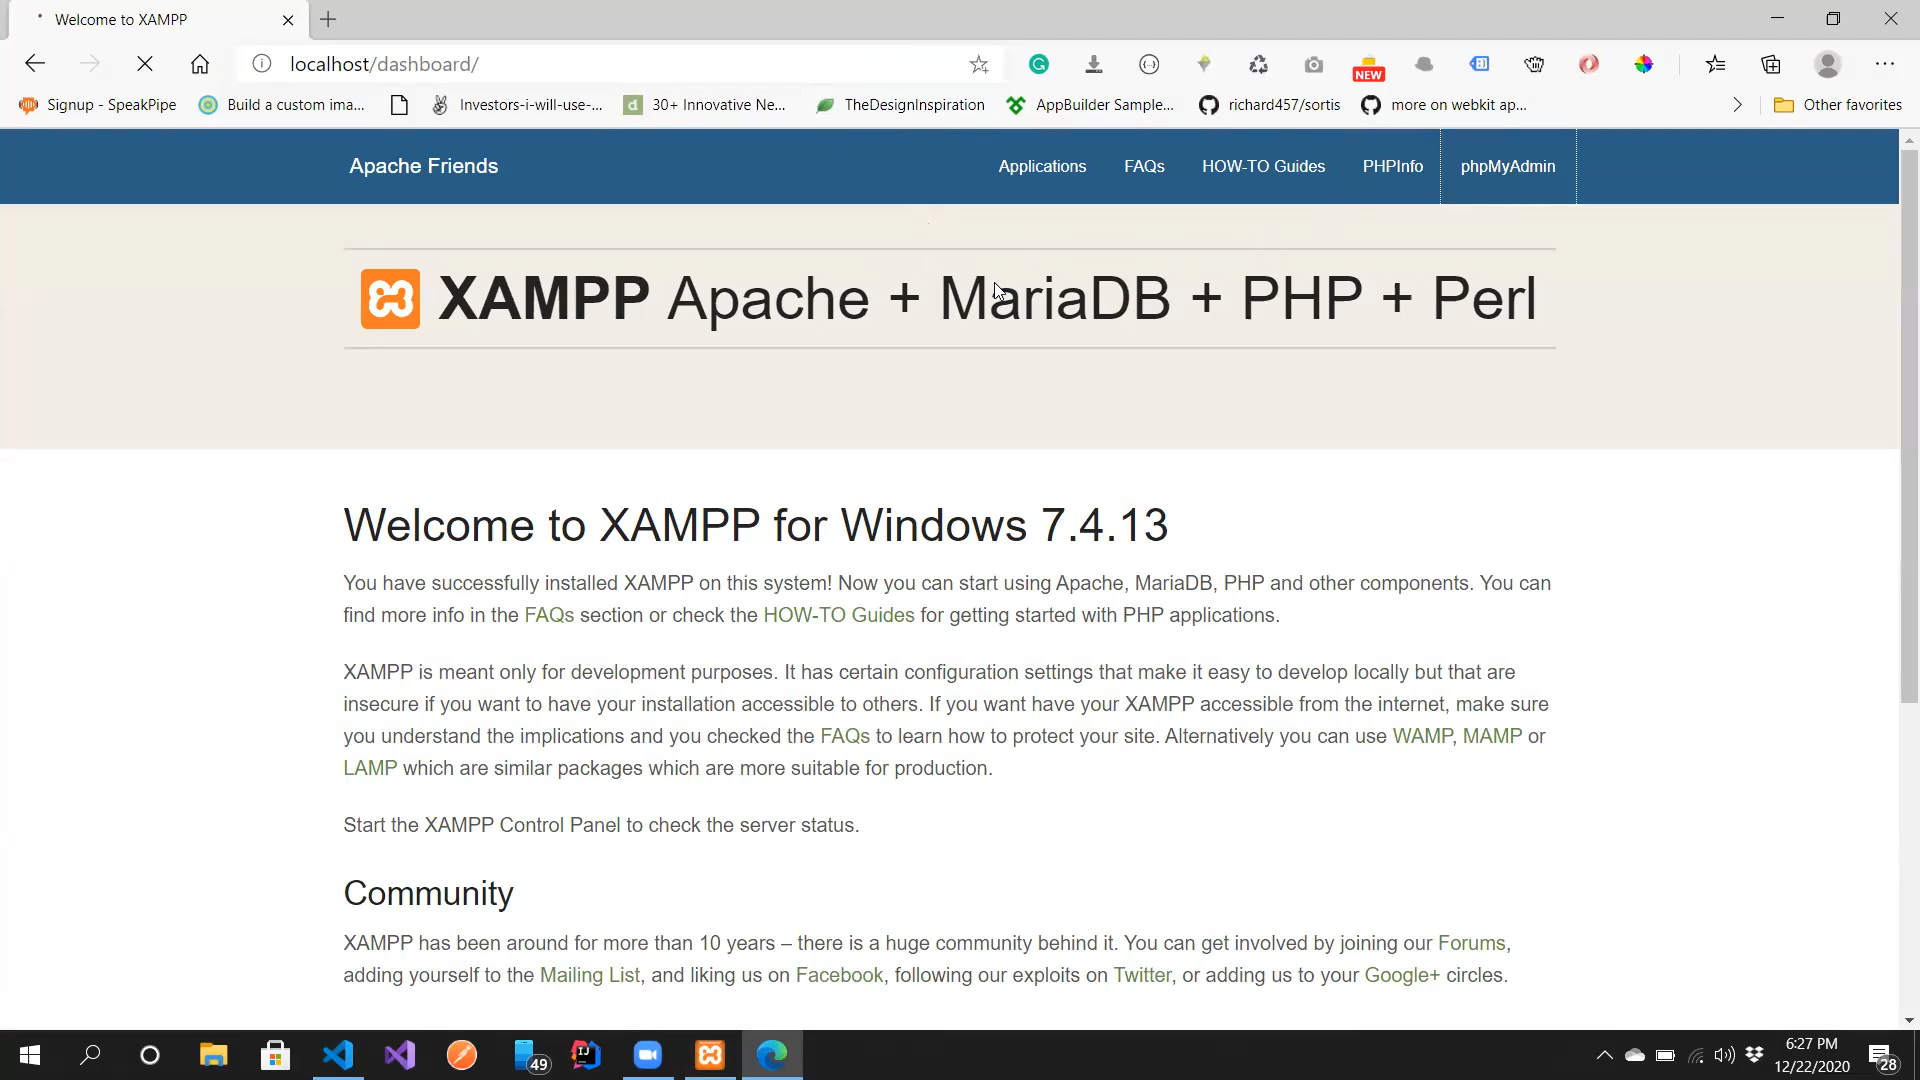 Welcome to XAMPP
localhost/dashboard/
NEW
Signup - SpeakPipe
Build a custom ima...
Investors-i-will-use-...
30+ Innovative Ne...
TheDesignInspiration
AppBuilder Sample...
richard457/sortis
more on webkit ap...
Other favorites
Apache Friends
Applications
FAQs
HOW-TO Guides
PHPInfo
phpMyAdmin
XAMPP Apache + MariaDB + PHP + Perl
Welcome to XAMPP for Windows 7.4.13
You have successfully installed XAMPP on this system! Now you can start using Apache, MariaDB, PHP and other components. You can
find more info in the FAQs section or check the HOW-TO Guides for getting started with PHP applications.
XAMPP is meant only for development purposes. It has certain configuration settings that make it easy to develop locally but that are
insecure if you want to have your installation accessible to others. If you want have your XAMPP accessible from the internet, make sure
you understand the implications and you checked the FAQs to learn how to protect your site. Alternatively you can use WAMP, MAMP or
LAMP which are similar packages which are more suitable for production.
Start the XAMPP Control Panel to check the server status.
Community
XAMPP has been around for more than 10 years – there is a huge community behind it. You can get involved by joining our Forums,
adding yourself to the Mailing List, and liking us on Facebook, following our exploits on Twitter, or adding us to your Google+ circles.
49
6:27 PM
12/22/2020
28